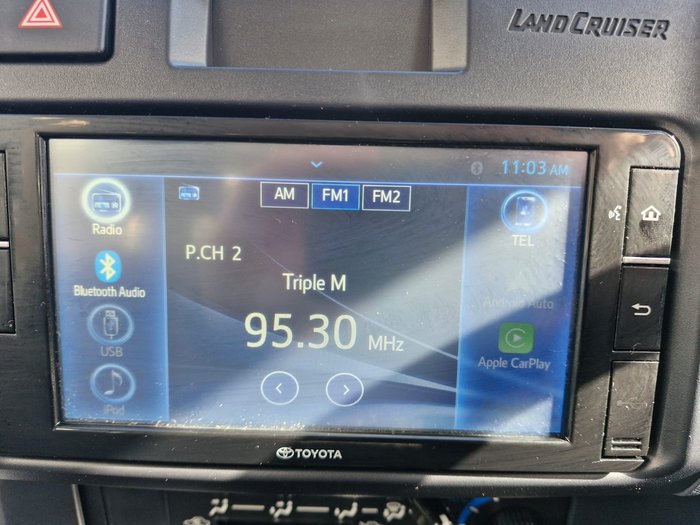 LAND CRUISER
11:03 AM
AM FM1 FM2
Radio
TEL
P.CH 2
Bluetooth Audio
Triple M
Android Auto
95.30 MHz
USB
Apple CarPlay
iPod
TOYOTA